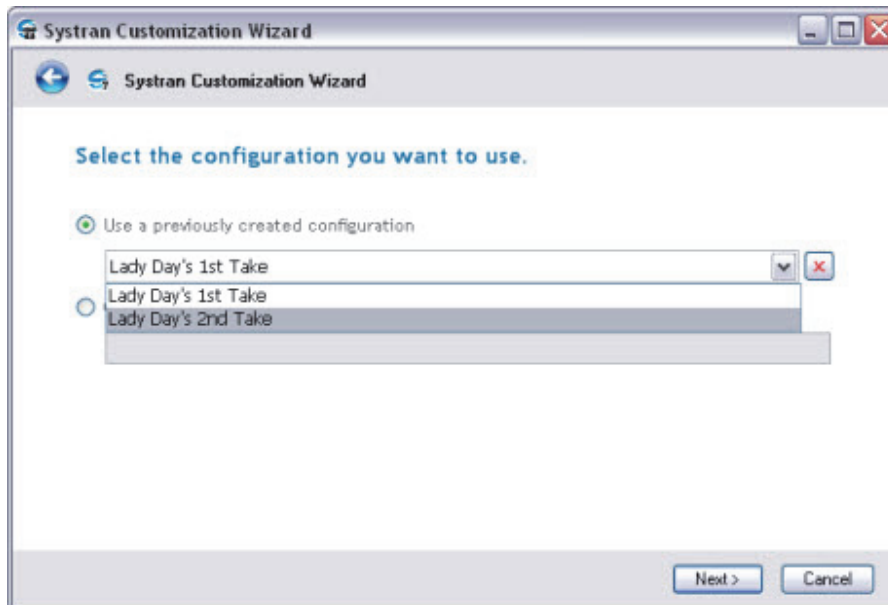 Systran Customization Wizard
Systran Customization Wizard
Select the configuration you want to use.
Use a previously created configuration
Lady Day's 1st Take
Lady Day's 1st Take
Lady Day's 2nd Take
Next >
Cancel